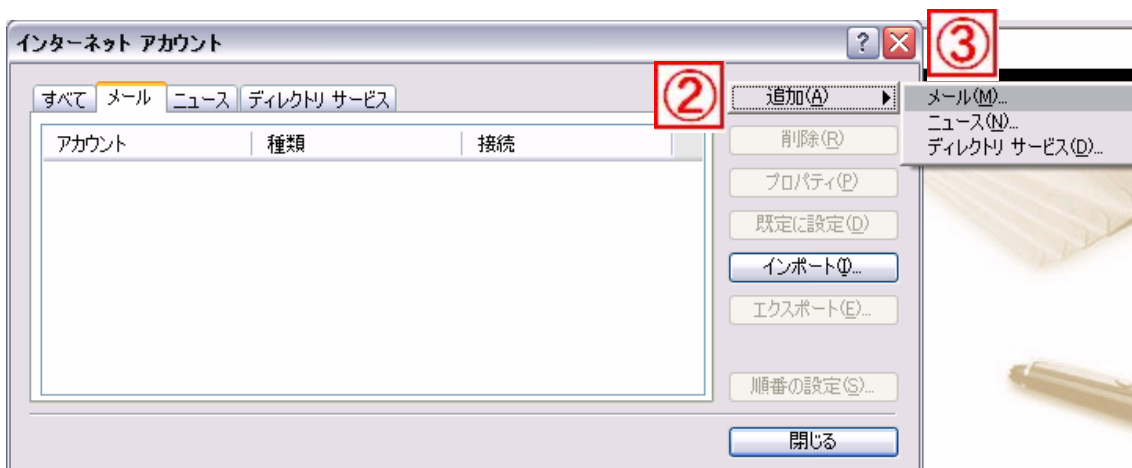 インターネット アカウント
?
③
すべて メール ニュース ディレクトリ サービス
②
追加(A)
メール(M)...
ニュース(N)...
ディレクトリ サービス(D)...
アカウント 種類 接続
削除(R)
プロパティ(P)
既定に設定(D)
インポート(I)...
エクスポート(E)...
順番の設定(S)...
閉じる